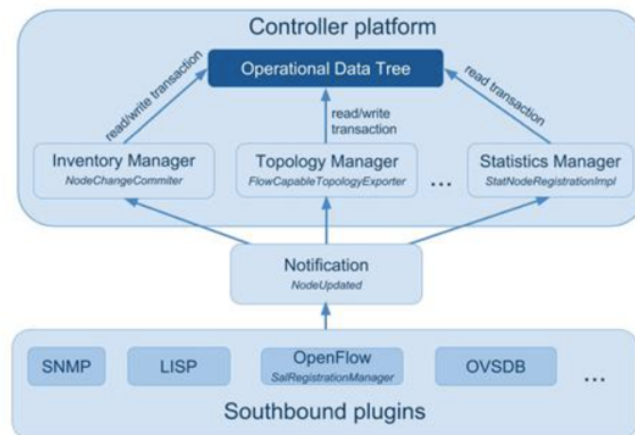 Controller platform
Operational Data Tree
read/write transaction
read/write
transaction
read transaction
Inventory Manager
NodeChangeCommiter
Topology Manager
FlowCapableTopologyExporter
...
Statistics Manager
StatNodeRegistrationImpl
Notification
NodeUpdated
SNMP
LISP
OpenFlow
SalRegistrationManager
OVSDB
...
Southbound plugins